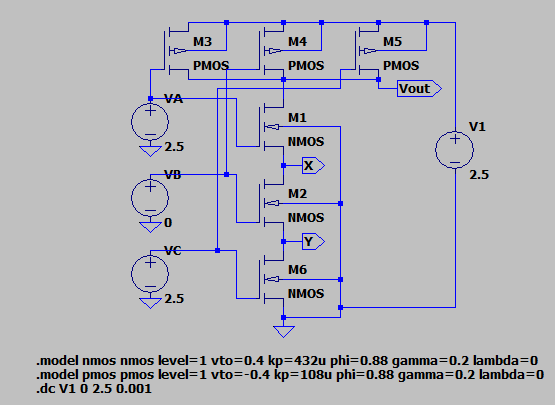 M3
M4
M5
PMOS
PMOS
PMOS
Vout
VA
M1
V1
NMOS
2.5
X
2.5
VB
M2
0
NMOS
Y
VC
M6
2.5
NMOS
.model nmos nmos level=1 vto=0.4 kp=432u phi=0.88 gamma=0.2 lambda=0
.model pmos pmos level=1 vto=-0.4 kp=108u phi=0.88 gamma=0.2 lambda=0
.dc V1 0 2.5 0.001